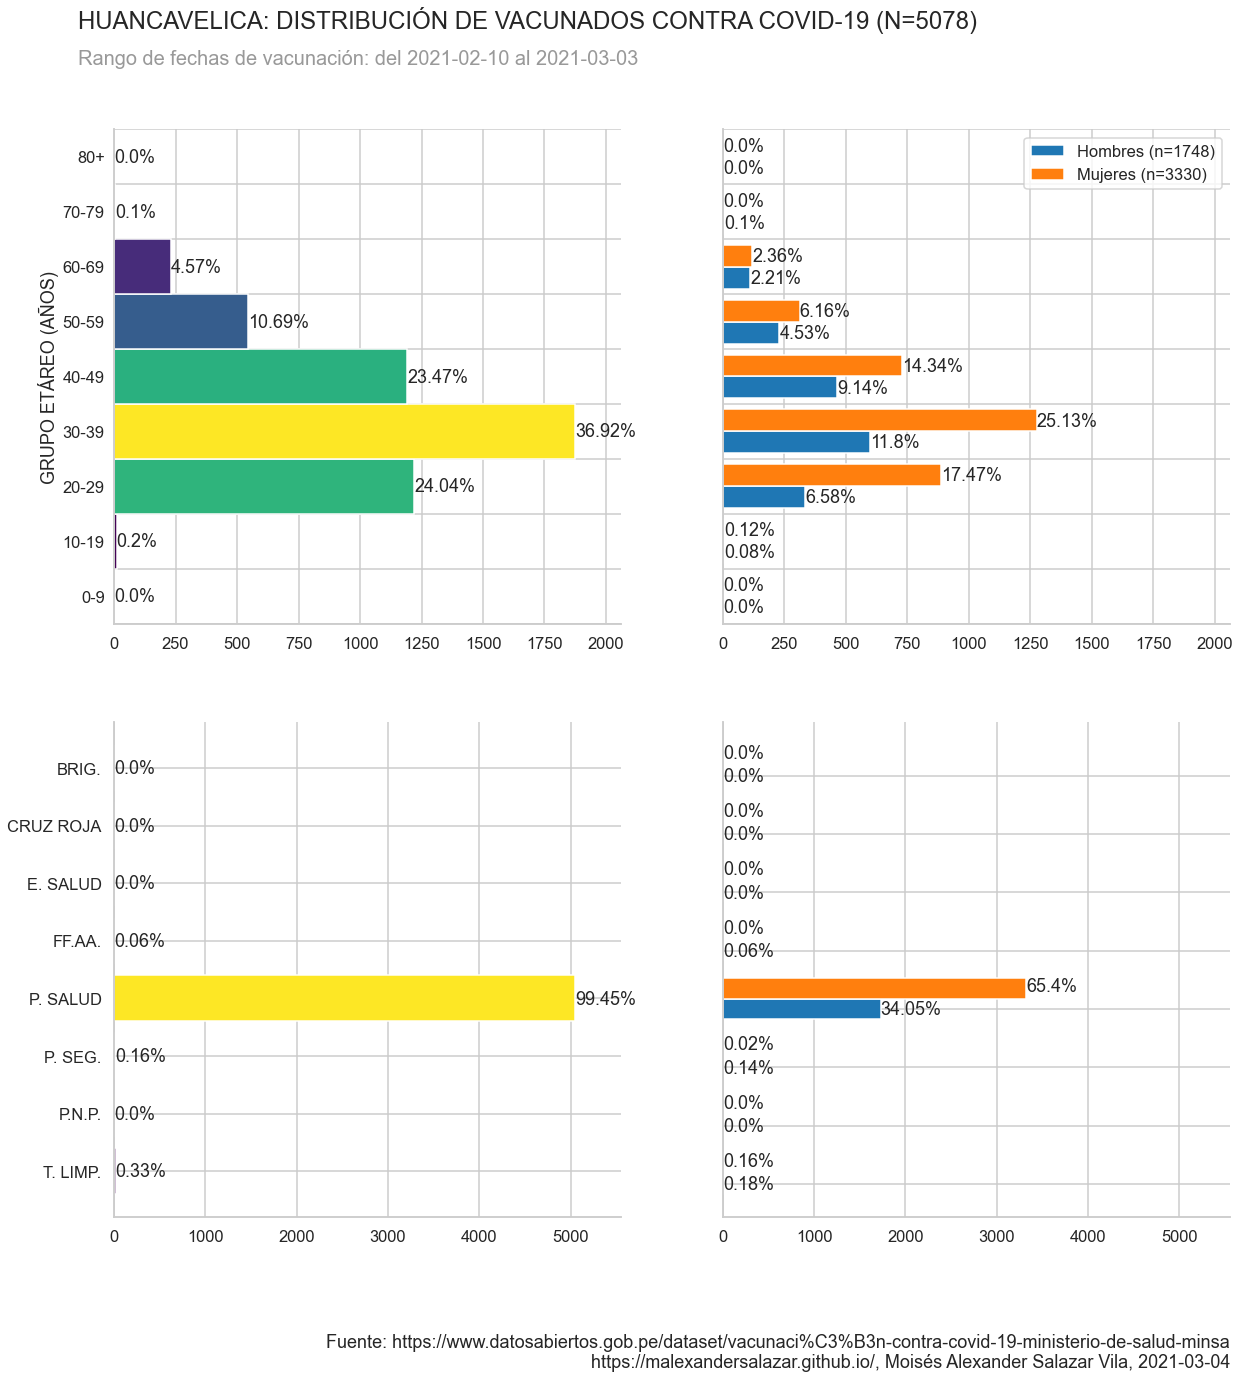 HUANCAVELICA: DISTRIBUCIÓN DE VACUNADOS CONTRA COVID-19 (N=5078)
Rango de fechas de vacunación: del 2021-02-10 al 2021-03-03
GRUPO ETÁREO (AÑOS)
80+ 0.0%
70-79 0.1%
60-69 4.57%
50-59 10.69%
40-49 23.47%
30-39 36.92%
20-29 24.04%
10-19 0.2%
0-9 0.0%
0 250 500 750 1000 1250 1500 1750 2000
Hombres (n=1748)
Mujeres (n=3330)
0.0%
0.0%
0.0%
0.1%
2.36%
2.21%
6.16%
4.53%
14.34%
9.14%
25.13%
11.8%
17.47%
6.58%
0.12%
0.08%
0.0%
0.0%
0 250 500 750 1000 1250 1500 1750 2000
BRIG. 0.0%
CRUZ ROJA 0.0%
E. SALUD 0.0%
FF.AA. 0.06%
P. SALUD 99.45%
P. SEG. 0.16%
P.N.P. 0.0%
T. LIMP. 0.33%
0 1000 2000 3000 4000 5000
0.0%
0.0%
0.0%
0.0%
0.0%
0.0%
0.0%
0.06%
65.4%
34.05%
0.02%
0.14%
0.0%
0.0%
0.16%
0.18%
0 1000 2000 3000 4000 5000
Fuente: https://www.datosabiertos.gob.pe/dataset/vacunaci%C3%B3n-contra-covid-19-ministerio-de-salud-minsa
https://malexandersalazar.github.io/, Moisés Alexander Salazar Vila, 2021-03-04